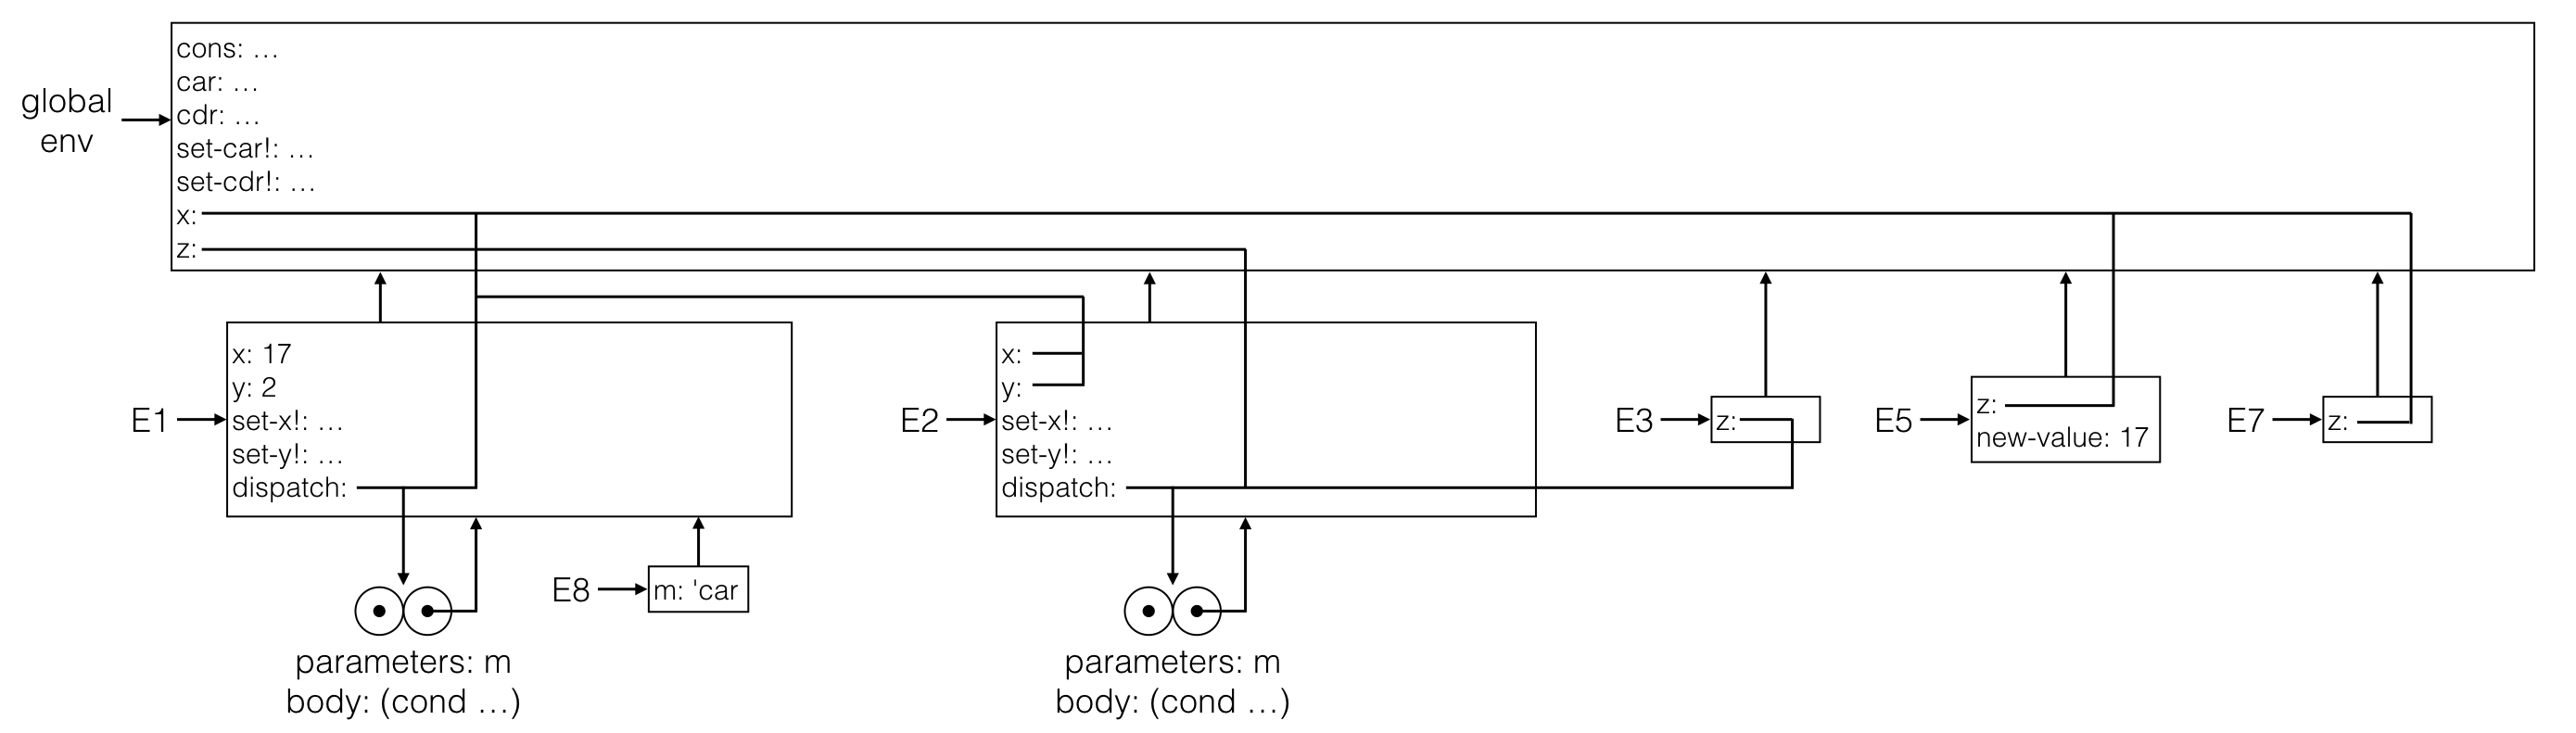 cons: …
car: …
global
env
cdr: …
set-car!: …
set-cdr!: …
x:
z:
E1
x: 17
y: 2
set-x!: …
set-y!: …
dispatch:
E2
x:
y:
set-x!: …
set-y!: …
dispatch:
E3
z:
E5
z:
new-value: 17
E7
z:
E8
m: 'car
parameters: m
body: (cond …)
parameters: m
body: (cond …)